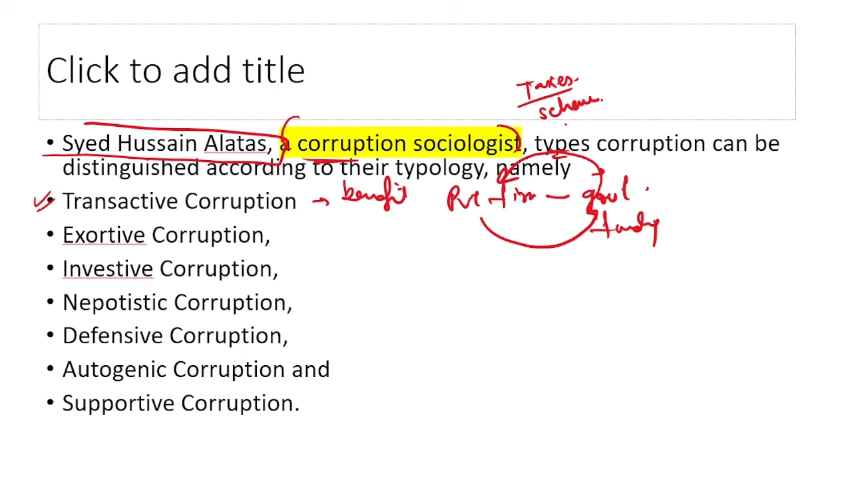 Click to add title
Taxes
scheme
• Syed Hussain Alatas, a corruption sociologist, types corruption can be
distinguished according to their typology, namely
• Transactive Corruption → benefit Pvt - firm — govt.
funding
• Exortive Corruption,
• Investive Corruption,
• Nepotistic Corruption,
• Defensive Corruption,
• Autogenic Corruption and
• Supportive Corruption.